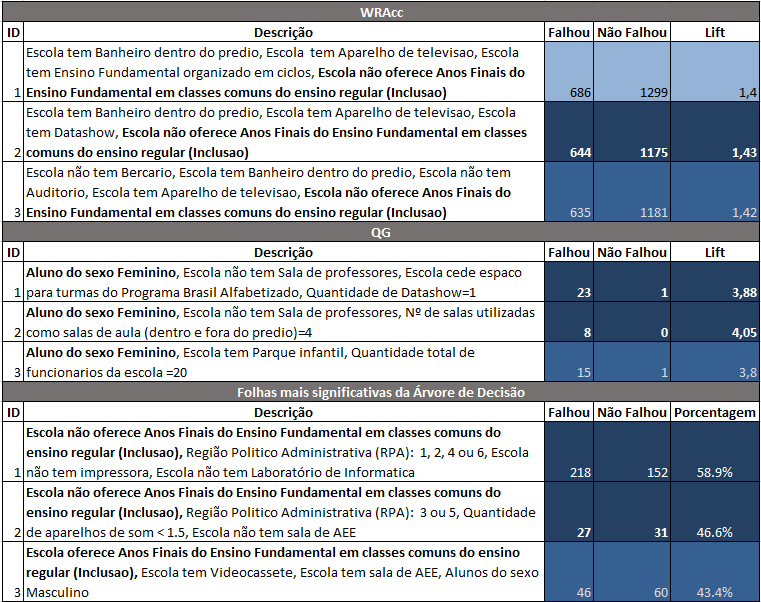 WRAcc
ID Descrição Falhou Não Falhou Lift
Escola tem Banheiro dentro do predio, Escola  tem Aparelho de televisao, Escola
tem Ensino Fundamental organizado em ciclos, Escola não oferece Anos Finais do
1 Ensino Fundamental em classes comuns do ensino regular (Inclusao) 686 1299 1,4
Escola tem Banheiro dentro do predio, Escola tem Aparelho de televisao, Escola
tem Datashow, Escola não oferece Anos Finais do Ensino Fundamental em classes
2 comuns do ensino regular (Inclusao) 644 1175 1,43
Escola não tem Bercario, Escola tem Banheiro dentro do predio, Escola não tem
Auditorio, Escola tem Aparelho de televisao, Escola não oferece Anos Finais do
3 Ensino Fundamental em classes comuns do ensino regular (Inclusao) 635 1181 1,42
QG
ID Descrição Falhou Não Falhou Lift
Aluno do sexo Feminino, Escola não tem Sala de professores, Escola cede espaco
1 para turmas do Programa Brasil Alfabetizado, Quantidade de Datashow=1 23 1 3,88
Aluno do sexo Feminino, Escola não tem Sala de professores, Nº de salas utilizadas
2 como salas de aula (dentro e fora do predio)=4 8 0 4,05
Aluno do sexo Feminino, Escola tem Parque infantil, Quantidade total de
3 funcionarios da escola =20 15 1 3,8
Folhas mais significativas da Árvore de Decisão
ID Descrição Falhou Não Falhou Porcentagem
Escola não oferece Anos Finais do Ensino Fundamental em classes comuns do
ensino regular (Inclusao), Região Politico Administrativa (RPA):  1, 2, 4 ou 6, Escola
1 não tem impressora, Escola não tem Laboratório de Informatica 218 152 58.9%
Escola não oferece Anos Finais do Ensino Fundamental em classes comuns do
ensino regular (Inclusao), Região Politico Administrativa (RPA):  3 ou 5, Quantidade
2 de aparelhos de som < 1.5, Escola não tem sala de AEE 27 31 46.6%
Escola oferece Anos Finais do Ensino Fundamental em classes comuns do ensino
regular (Inclusao), Escola tem Videocassete, Escola tem sala de AEE, Alunos do sexo
3 Masculino 46 60 43.4%